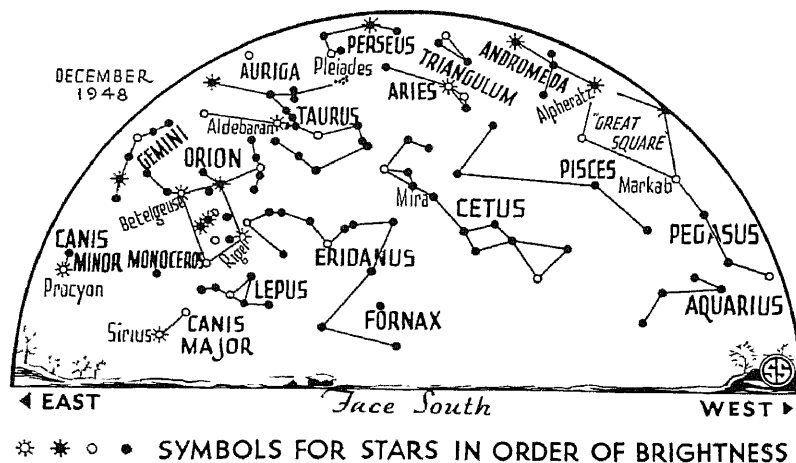 DECEMBER
1948
PERSEUS
Pleiades
AURIGA
TRIANGULUM
ANDROMEDA
Alpheratz
ARIES
"GREAT
SQUARE"
TAURUS
Aldebaran
GEMINI
ORION
PISCES
Markab
Betelgeuse
Mira
CETUS
PEGASUS
CANIS
MINOR
Procyon
MONOCEROS
Rigel
ERIDANUS
LEPUS
FORNAX
AQUARIUS
Sirius
CANIS
MAJOR
EAST
Face South
WEST
SYMBOLS FOR STARS IN ORDER OF BRIGHTNESS